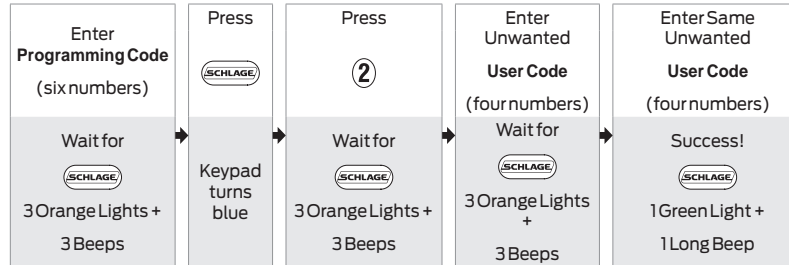 Enter
Programming Code
(six numbers)
Wait for
SCHLAGE
3 Orange Lights +
3 Beeps
Press
SCHLAGE
Keypad
turns
blue
Press
2
Wait for
SCHLAGE
3 Orange Lights +
3 Beeps
Enter
Unwanted
User Code
(four numbers)
Wait for
SCHLAGE
3 Orange Lights
+
3 Beeps
Enter Same
Unwanted
User Code
(four numbers)
Success!
SCHLAGE
1 Green Light +
1 Long Beep